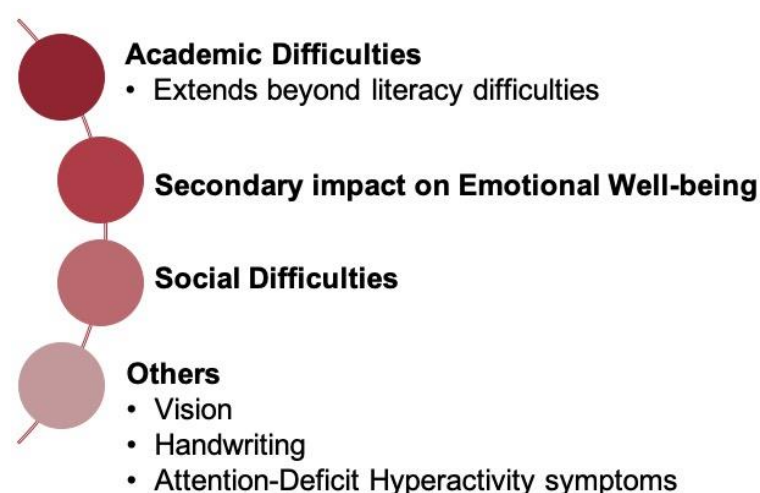 Academic Difficulties
• Extends beyond literacy difficulties
Secondary impact on Emotional Well-being
Social Difficulties
Others
• Vision
• Handwriting
• Attention-Deficit Hyperactivity symptoms